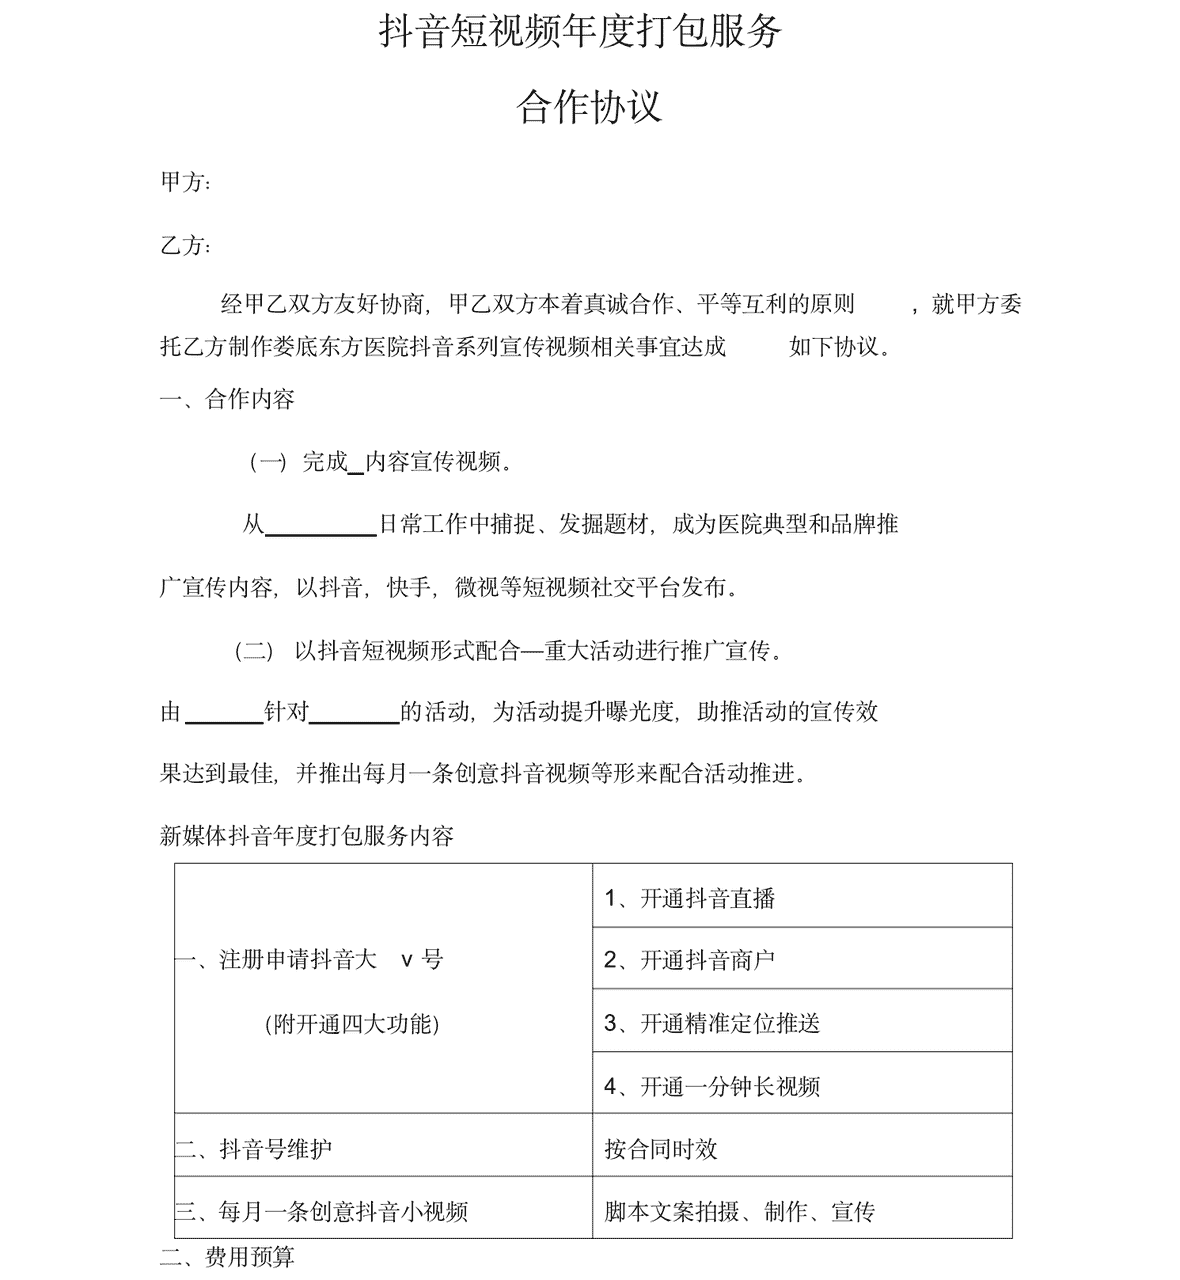 抖音短视频年度打包服务
合作协议
甲方:
乙方:
经甲乙双方友好协商, 甲乙双方本着真诚合作、平等互利的原则 , 就甲方委
托乙方制作娄底东方医院抖音系列宣传视频相关事宜达成 如下协议。
一、合作内容
(一) 完成_内容宣传视频。
从_________日常工作中捕捉、发掘题材, 成为医院典型和品牌推
广宣传内容, 以抖音, 快手, 微视等短视频社交平台发布。
(二) 以抖音短视频形式配合—重大活动进行推广宣传。
由______针对_______的活动, 为活动提升曝光度, 助推活动的宣传效
果达到最佳, 并推出每月一条创意抖音视频等形来配合活动推进。
新媒体抖音年度打包服务内容
一、注册申请抖音大 v 号
(附开通四大功能)
1、开通抖音直播
2、开通抖音商户
3、开通精准定位推送
4、开通一分钟长视频
二、抖音号维护
按合同时效
三、每月一条创意抖音小视频
脚本文案拍摄、制作、宣传
二、费用预算